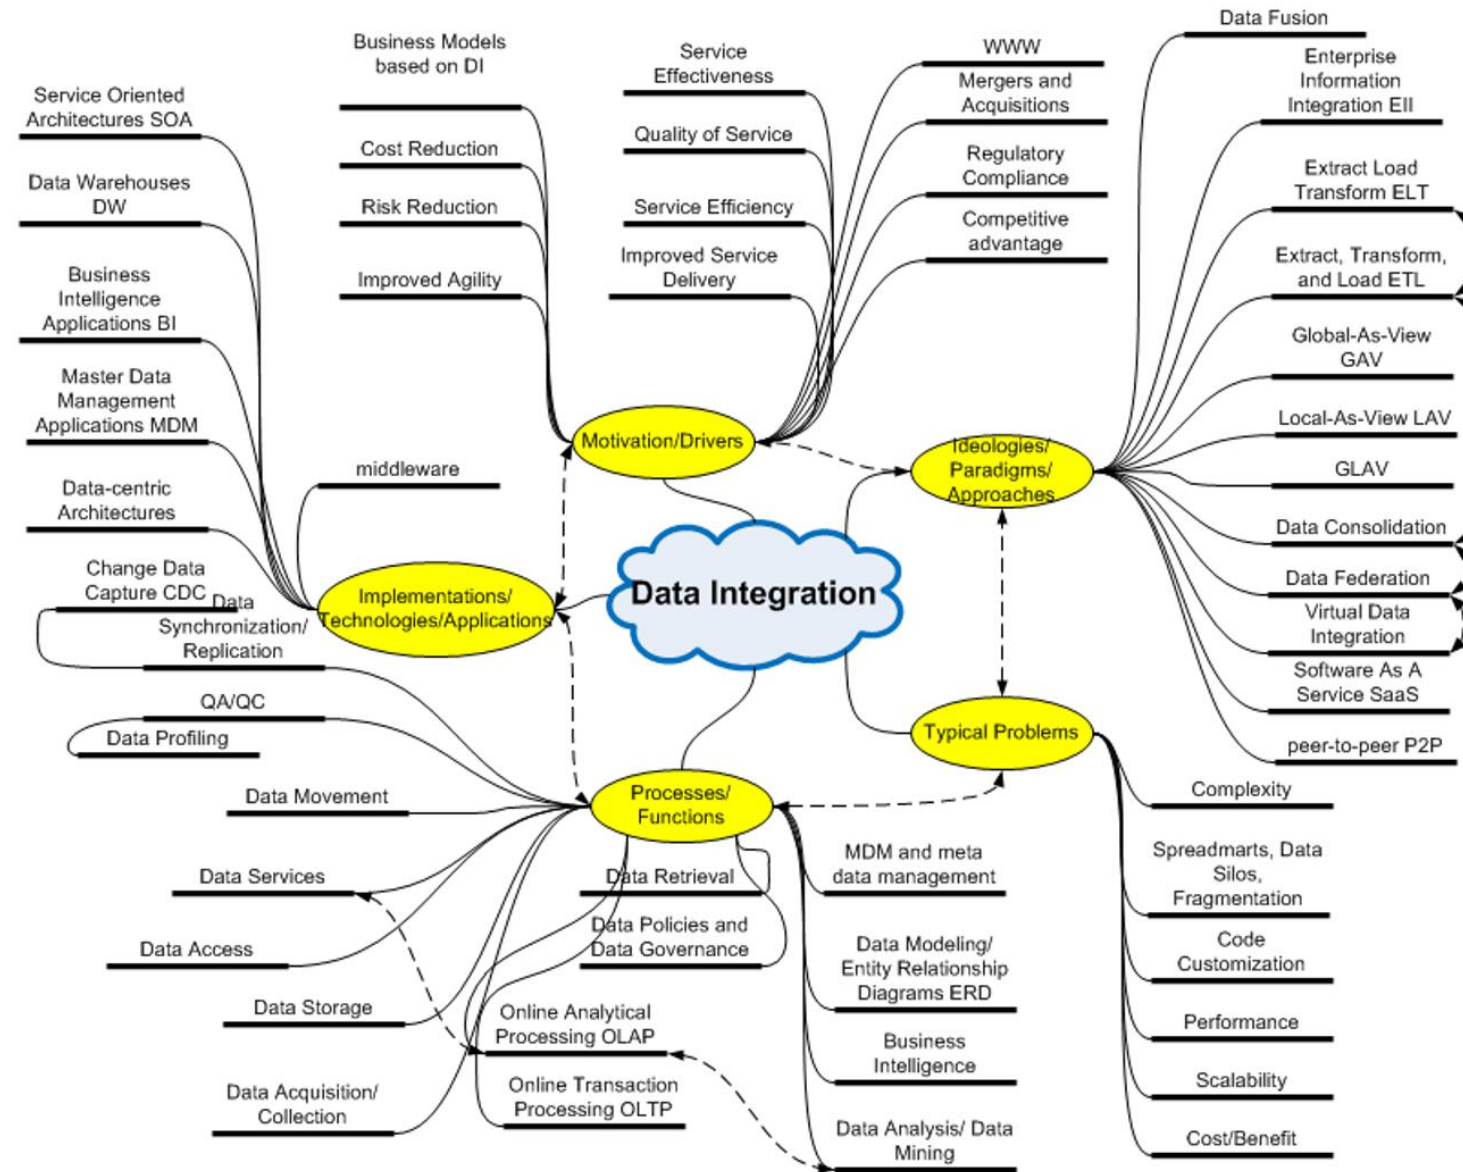 Data Fusion
Business Models
based on DI
Service
Effectiveness
WWW
Enterprise
Information
Integration EII
Mergers and
Acquisitions
Service Oriented
Architectures SOA
Cost Reduction
Quality of Service
Regulatory
Compliance
Extract Load
Transform ELT
Data Warehouses
DW
Risk Reduction
Service Efficiency
Competitive
advantage
Improved Agility
Improved Service
Delivery
Extract, Transform,
and Load ETL
Business
Intelligence
Applications BI
Global-As-View
GAV
Master Data
Management
Applications MDM
Local-As-View LAV
Motivation/Drivers
Ideologies/
Paradigms/
Approaches
GLAV
middleware
Data-centric
Architectures
Data Consolidation
Change Data
Capture CDC
Implementations/
Technologies/Applications
Data Integration
Data Federation
Data
Synchronization/
Replication
Virtual Data
Integration
Software As A
Service SaaS
QA/QC
Data Profiling
Typical Problems
peer-to-peer P2P
Data Movement
Processes/
Functions
Complexity
Data Services
Data Retrieval
MDM and meta
data management
Spreadmarts, Data
Silos,
Fragmentation
Data Access
Data Policies and
Data Governance
Data Modeling/
Entity Relationship
Diagrams ERD
Code
Customization
Data Storage
Online Analytical
Processing OLAP
Performance
Business
Intelligence
Scalability
Data Acquisition/
Collection
Online Transaction
Processing OLTP
Data Analysis/ Data
Mining
Cost/Benefit